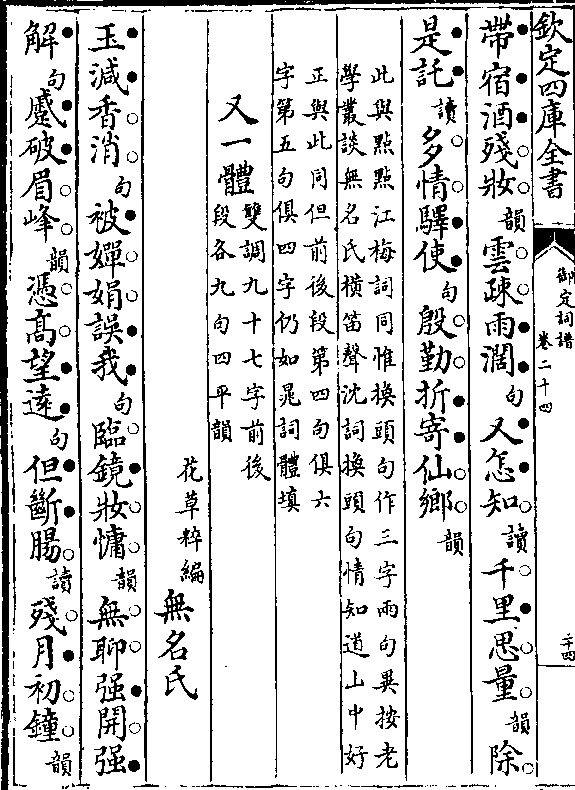 欽定四庫全書
御定詞譜
卷二十四
二十四
帶宿酒殘妝韻雲疎雨濶句又怎知讀千里思量韻除
是託讀多情驛使句殷勤折寄仙鄉韻
此與㸃㸃江梅詞同惟換頭句作三字兩句異按老
學叢談無名氏橫笛聲沈詞換頭句情知道山中好
正與此同但前後段第四句俱六
字第五句俱四字仍如晁詞體填
又一體雙調九十七字前後
段各九句四平韻
花草粹編無名氏
玉減香消句被嬋娟誤我句臨鏡妝慵韻無聊强開强
解句蹙破眉峰韻憑高望逺句但斷腸讀殘月初鐘韻